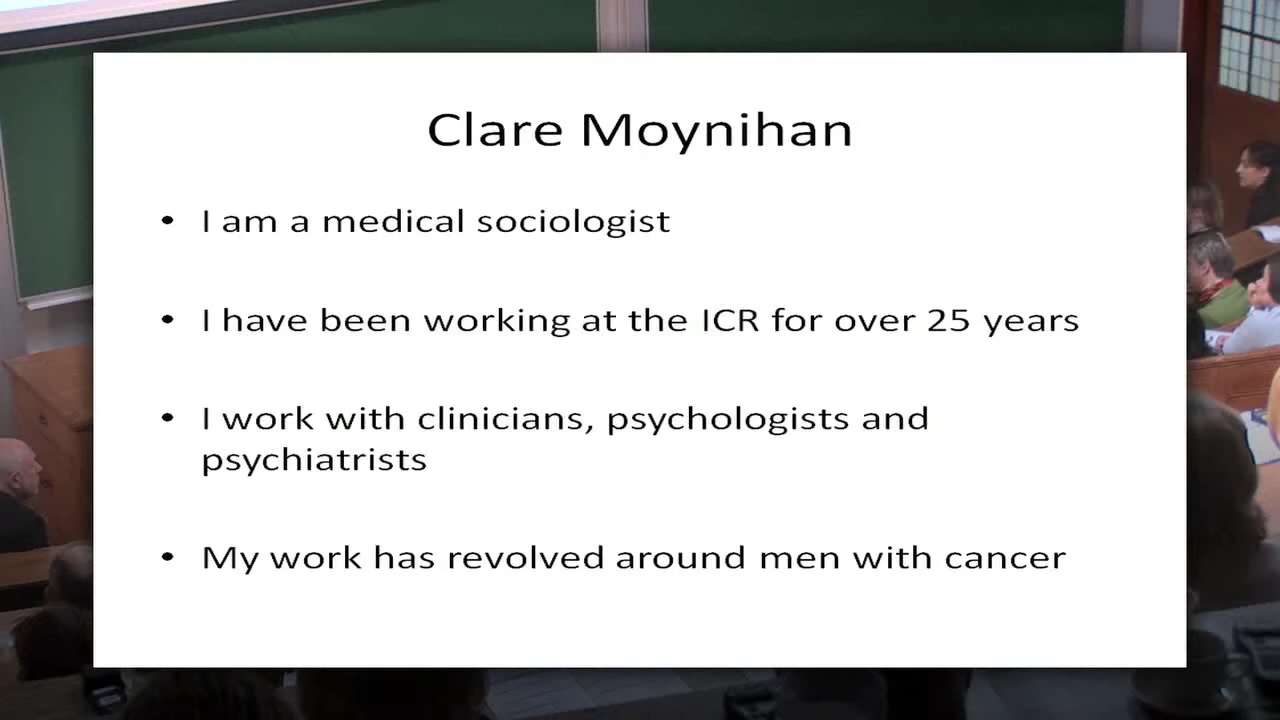 Clare Moynihan
• I am a medical sociologist
• I have been working at the ICR for over 25 years
• I work with clinicians, psychologists and
psychiatrists
• My work has revolved around men with cancer